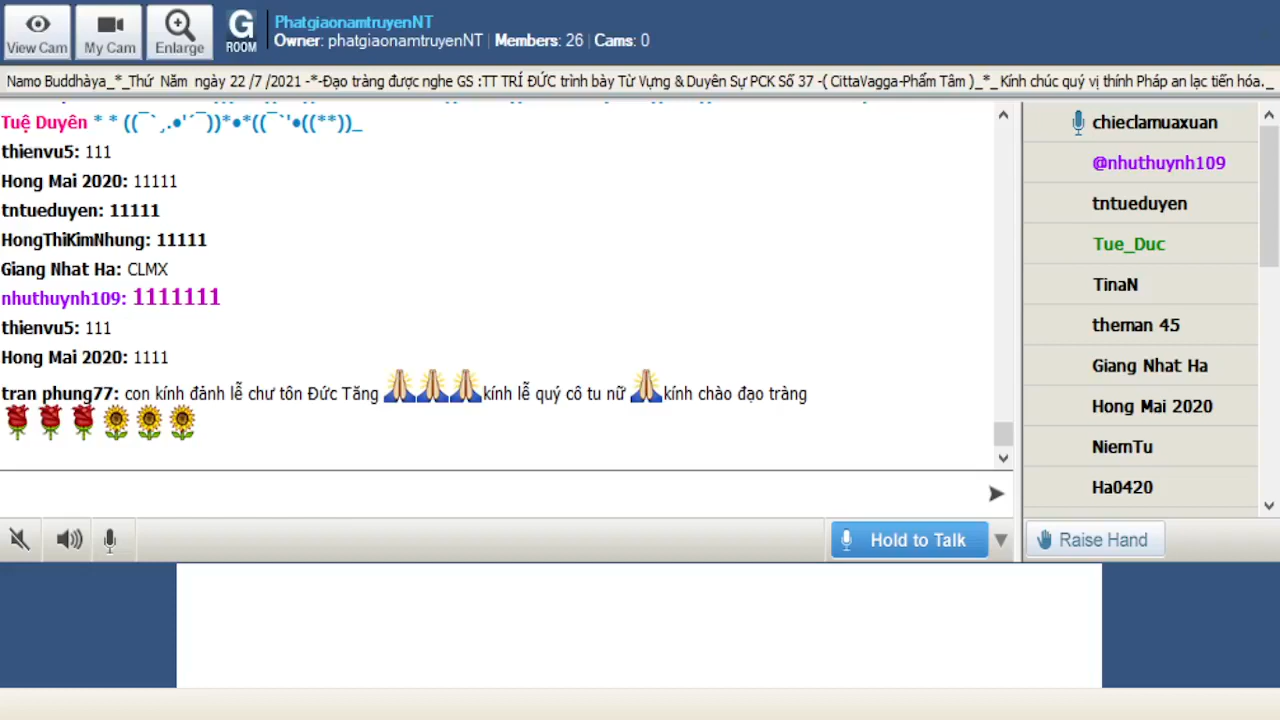 View Cam
My Cam
Enlarge
G
ROOM
PhatgiaonamtruyenNT
Owner: phatgiaonamtruyenNT | Members: 26 | Cams: 0
Namo Buddhàya_*_Thứ Năm ngày 22 /7 /2021 -*-Đạo tràng được nghe GS :TT TRÍ ĐỨC trình bày Từ Vựng & Duyên Sự PCK Số 37 -( CittaVagga-Phẩm Tâm )_*_Kính chúc quý vị thính Pháp an lạc tiến hóa._
Tuệ Duyên * * ((¯`¸.●'´¯))*●*((¯`'●((**))_
thienvu5: 111
Hong Mai 2020: 11111
tntueduyen: 11111
HongThiKimNhung: 11111
Giang Nhat Ha: CLMX
nhuthuynh109: 1111111
thienvu5: 111
Hong Mai 2020: 1111
tran phung77: con kính đảnh lễ chư tôn Đức Tăng kính lễ quý cô tu nữ kính chào đạo tràng
chieclamuaxuan
@nhuthuynh109
tntueduyen
Tue_Duc
TinaN
theman 45
Giang Nhat Ha
Hong Mai 2020
NiemTu
Ha0420
Hold to Talk
Raise Hand